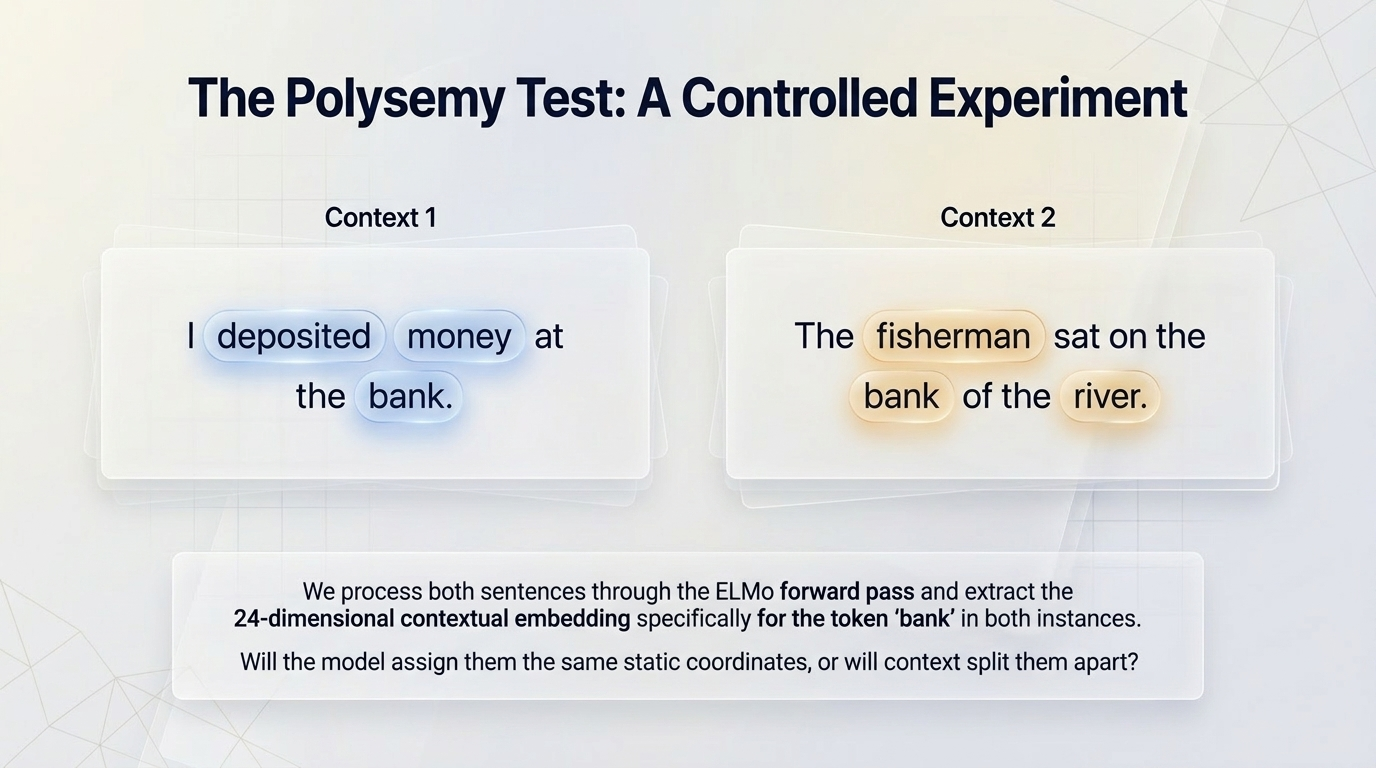 The Polysemy Test: A Controlled Experiment
Context 1
I deposited money at
the bank.
Context 2
The fisherman sat on the
bank of the river.
We process both sentences through the ELMo forward pass and extract the
24-dimensional contextual embedding specifically for the token ‘bank’ in both instances.
Will the model assign them the same static coordinates, or will context split them apart?